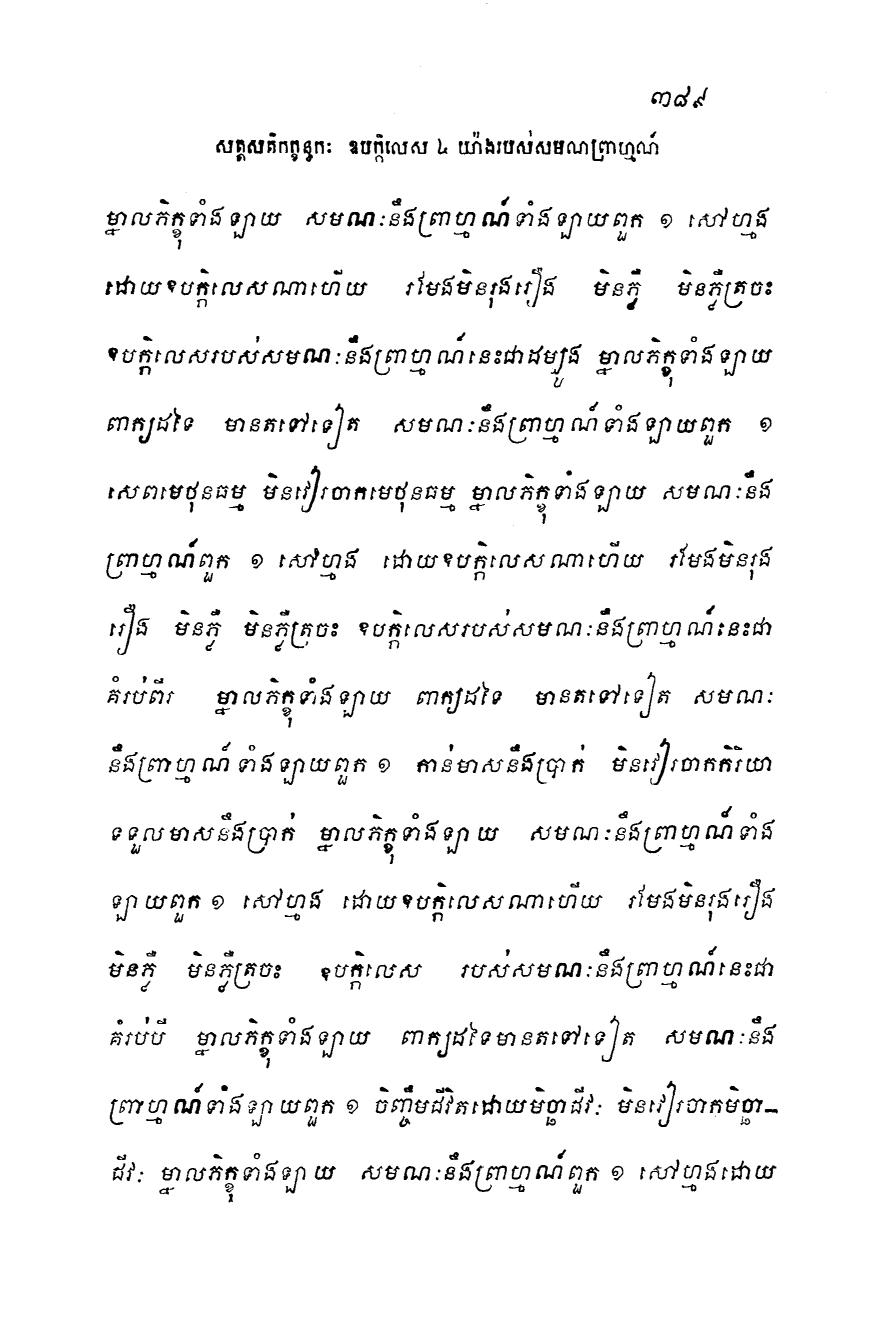 ៣៨៩
សត្តសតិកក្ខន្ធកៈ ឧបក្កិលេស ៤ យ៉ាងរបស់សមណព្រាហ្មណ៍
ម្នាលភិក្ខុទាំងឡាយ សមណៈនឹងព្រាហ្មណ៍ទាំងឡាយពួក ១ សៅហ្មង
ដោយឧបក្កិលេសណាហើយ រមែងមិនរុងរឿង មិនភ្លឺ មិនភ្លឺត្រចះ
ឧបក្កិលេសរបស់សមណៈនឹងព្រាហ្មណ៍នេះជាដម្បូង ម្នាលភិក្ខុទាំងឡាយ
ពាក្យដទៃ មានតទៅទៀត សមណៈនឹងព្រាហ្មណ៍ទាំងឡាយពួក ១
សេពមេថុនធម្ម មិនវៀរចាកមេថុនធម្ម ម្នាលភិក្ខុទាំងឡាយ សមណៈនឹង
ព្រាហ្មណ៍ពួក ១ សៅហ្មង ដោយឧបក្កិលេសណាហើយ រមែងមិនរុង
រឿង មិនភ្លឺ មិនភ្លឺត្រចះ ឧបក្កិលេសរបស់សមណៈនឹងព្រាហ្មណ៍នេះជា
គំរប់ពីរ ម្នាលភិក្ខុទាំងឡាយ ពាក្យដទៃ មានតទៅទៀត សមណៈ
នឹងព្រាហ្មណ៍ទាំងឡាយពួក ១ កាន់មាសនឹងប្រាក់ មិនវៀរចាកកិរិយា
ទទួលមាសនឹងប្រាក់ ម្នាលភិក្ខុទាំងឡាយ សមណៈនឹងព្រាហ្មណ៍ទាំង
ឡាយពួក ១ សៅហ្មង ដោយឧបក្កិលេសណាហើយ រមែងមិនរុងរឿង
មិនភ្លឺ មិនភ្លឺត្រចះ ឧបក្កិលេស របស់សមណៈនឹងព្រាហ្មណ៍នេះជា
គំរប់បី ម្នាលភិក្ខុទាំងឡាយ ពាក្យដទៃមានតទៅទៀត សមណៈនឹង
ព្រាហ្មណ៍ទាំងឡាយពួក ១ ចិញ្ចឹមជីវិតដោយមិច្ឆាជីវៈ មិនវៀរចាកមិច្ឆា-
ជីវៈ ម្នាលភិក្ខុទាំងឡាយ សមណៈនឹងព្រាហ្មណ៍ពួក ១ សៅហ្មងដោយ